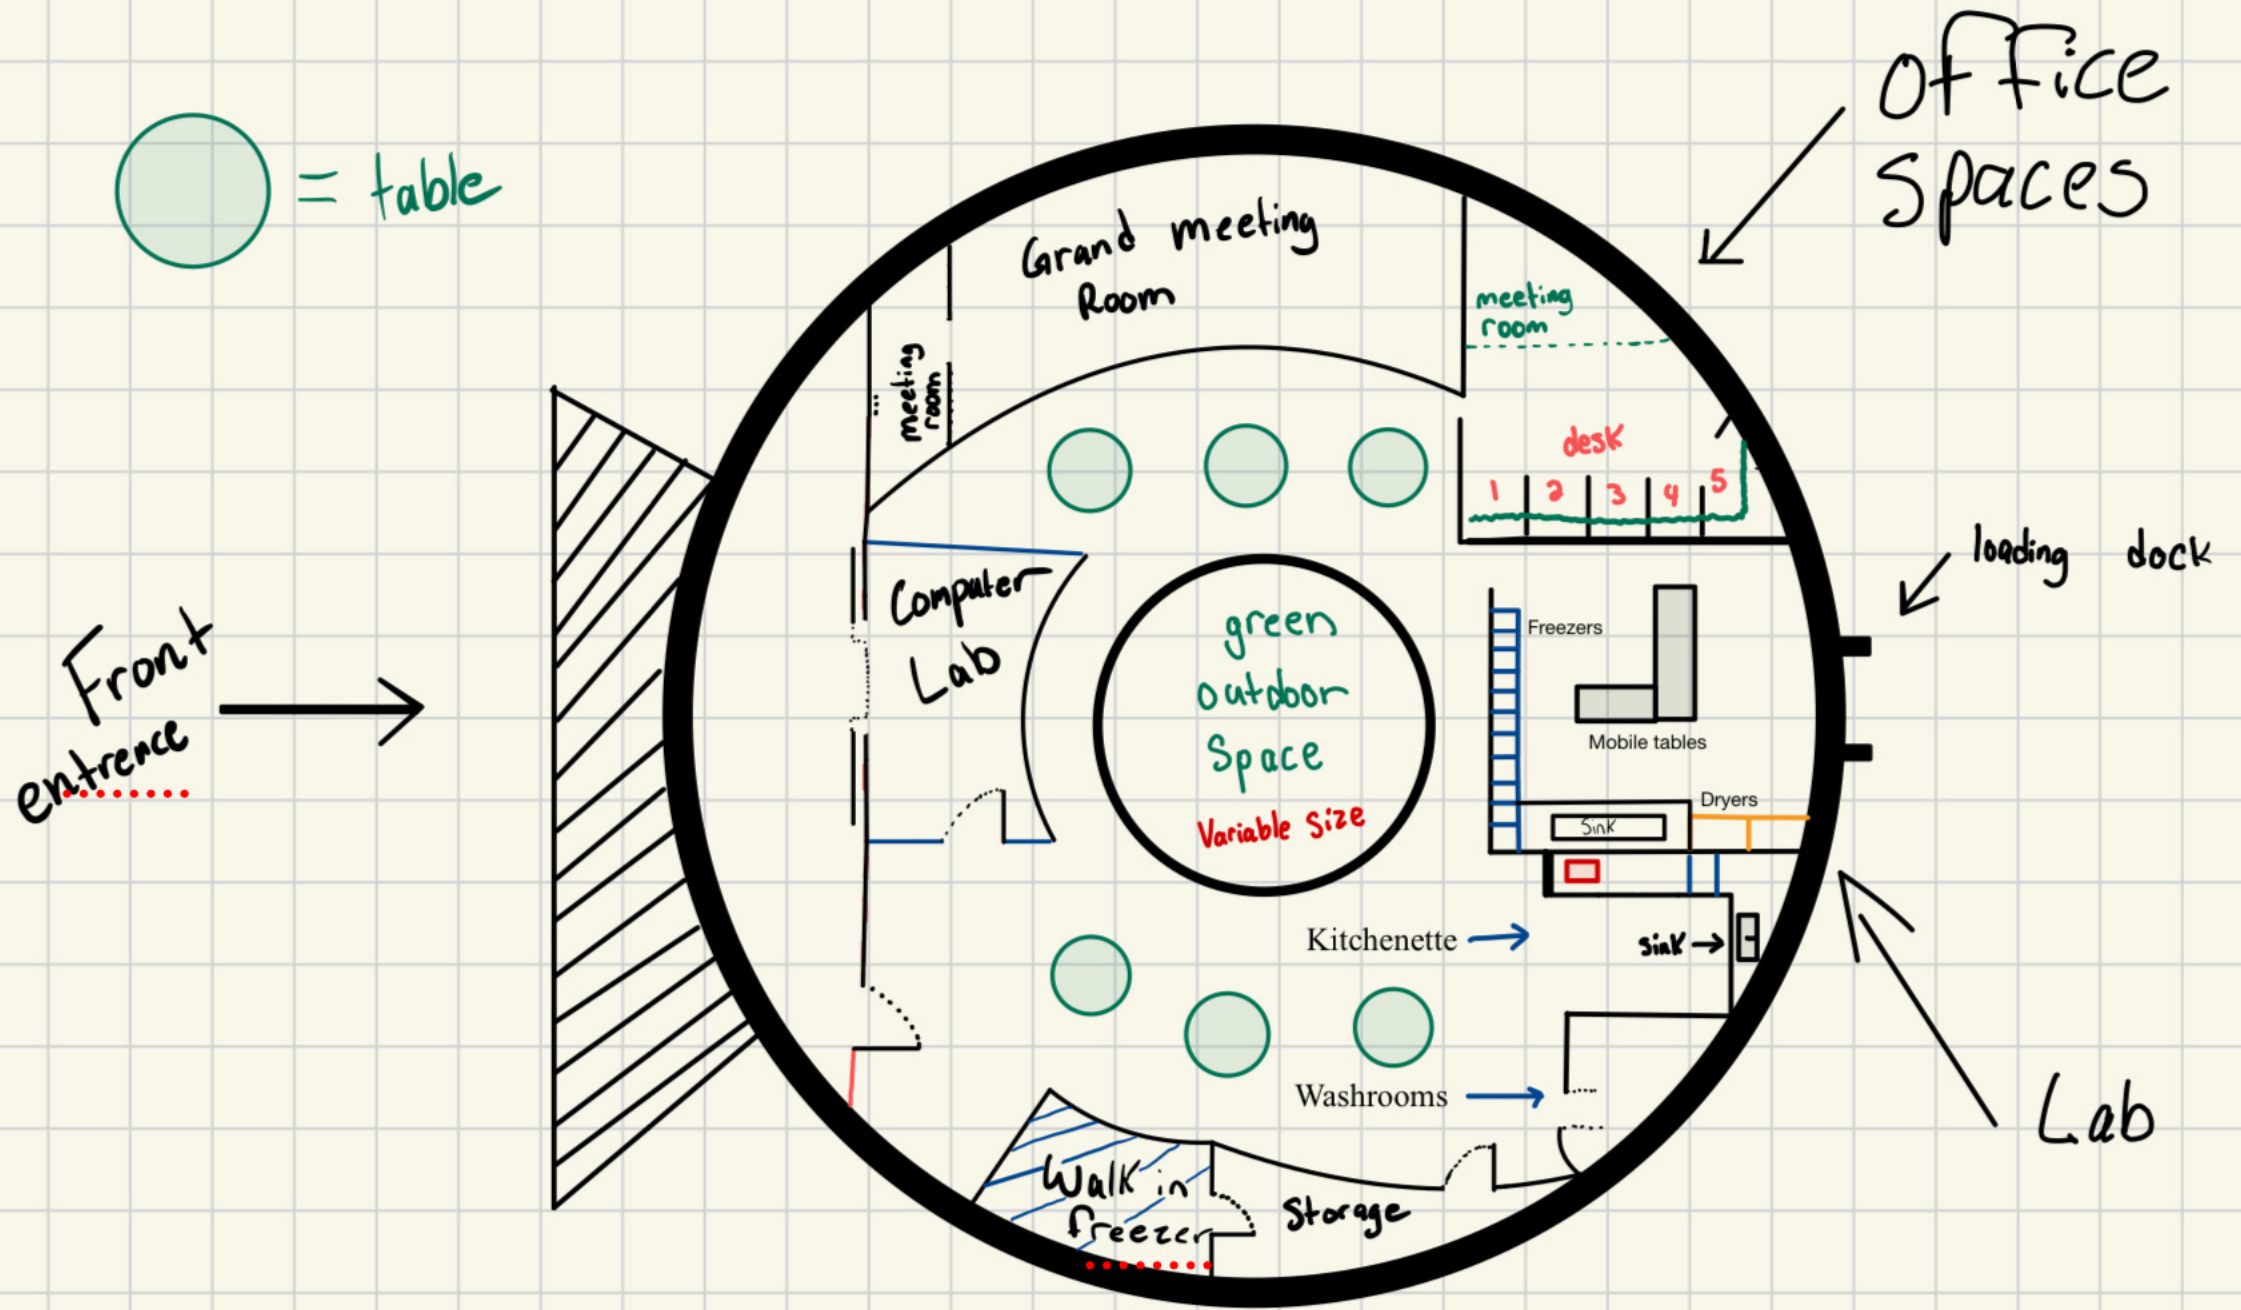 office
spaces
= table
Grand meeting
Room
meeting
room
meeting
room
desk
1 2 3 4 5
loading dock
Front
entrence
Computer
Lab
green
outdoor
Space
Variable size
Freezers
Mobile tables
Dryers
Sink
Kitchenette
sink
Washrooms
Lab
Walk in
freezer
Storage